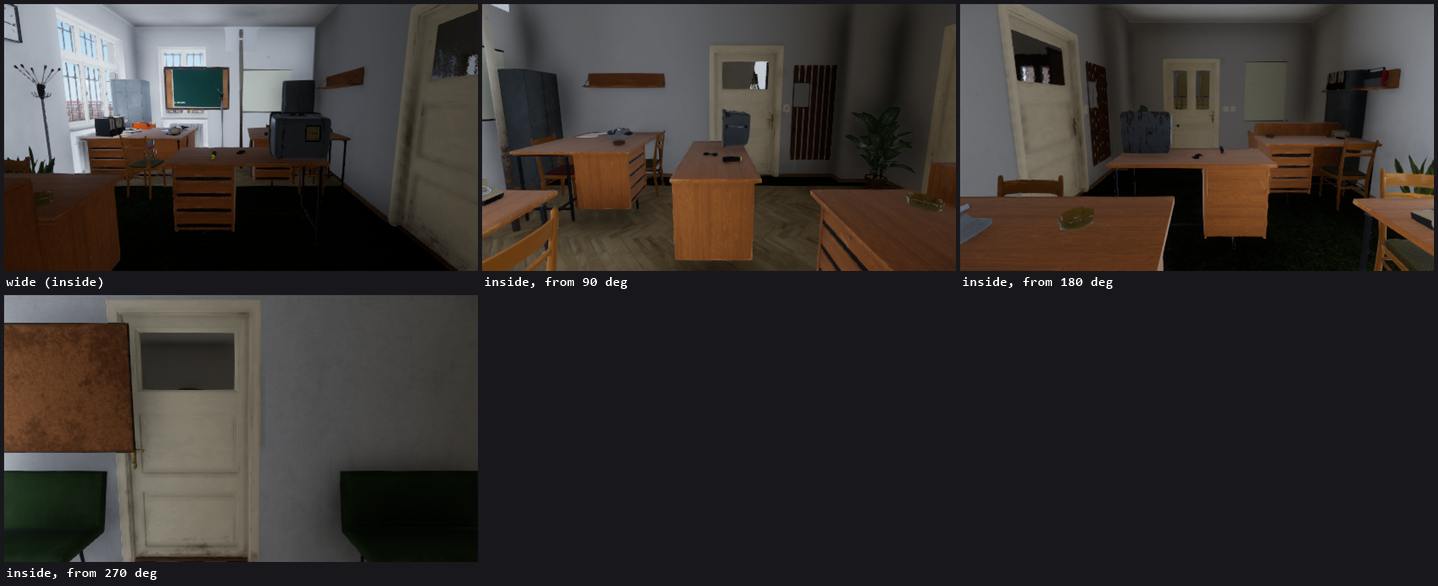 wide (inside)
inside, from 90 deg
inside, from 180 deg
inside, from 270 deg